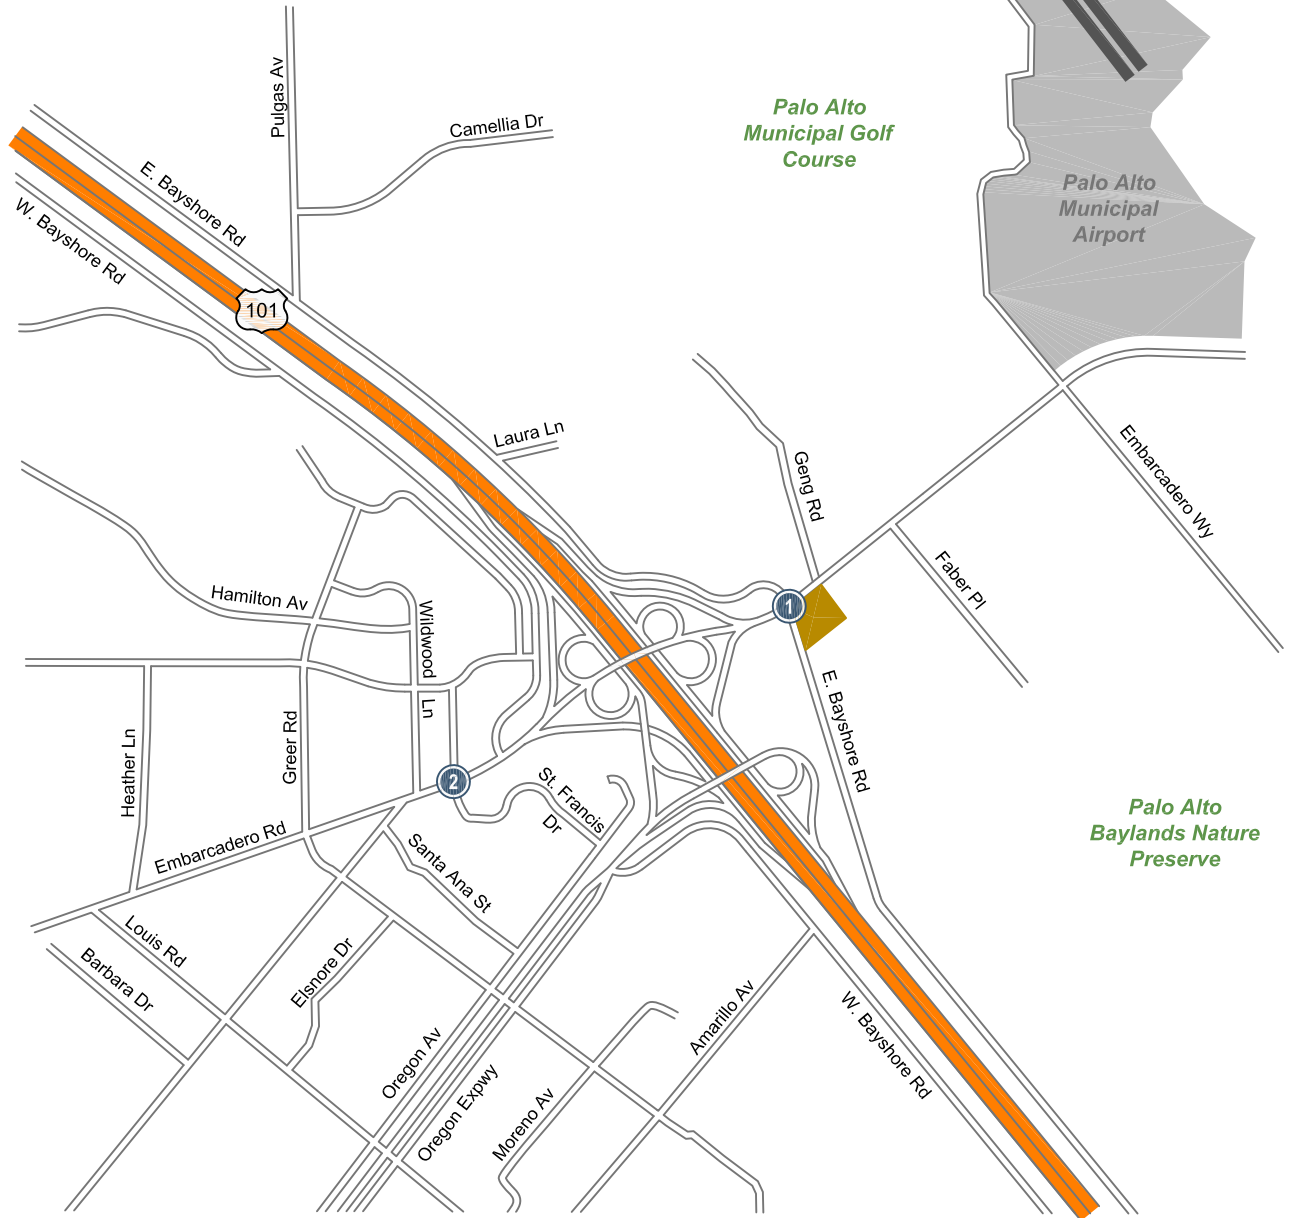 Pulgas Av
Camellia Dr
Palo Alto
Municipal Golf
Course
Palo Alto
Municipal
Airport
E. Bayshore Rd
W. Bayshore Rd
101
Laura Ln
Geng Rd
Embarcadero Wy
Faber Pl
Hamilton Av
Wildwood
Ln
1
E. Bayshore Rd
Greer Rd
Heather Ln
2
St. Francis
Dr
Embarcadero Rd
Santa Ana St
Palo Alto
Baylands Nature
Preserve
Louis Rd
Barbara Dr
Elsnore Dr
Amarillo Av
W. Bayshore Rd
Oregon Av
Oregon Expwy
Moreno Av